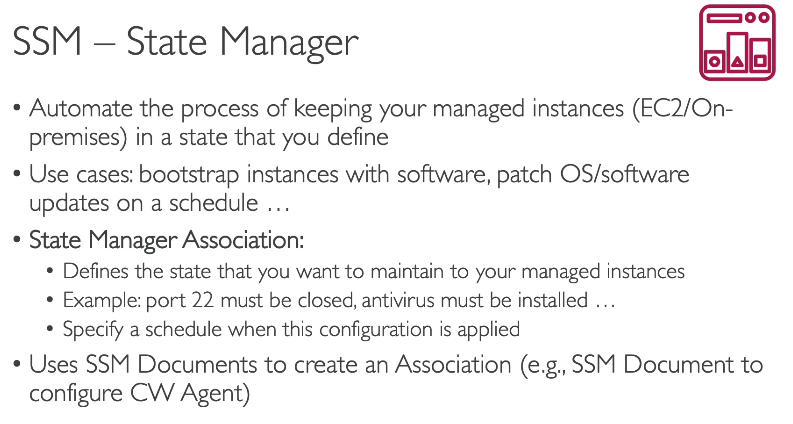 SSM – State Manager
• Automate the process of keeping your managed instances (EC2/On-
premises) in a state that you define
• Use cases: bootstrap instances with software, patch OS/software
updates on a schedule …
• State Manager Association:
• Defines the state that you want to maintain to your managed instances
• Example: port 22 must be closed, antivirus must be installed …
• Specify a schedule when this configuration is applied
• Uses SSM Documents to create an Association (e.g., SSM Document to
configure CW Agent)